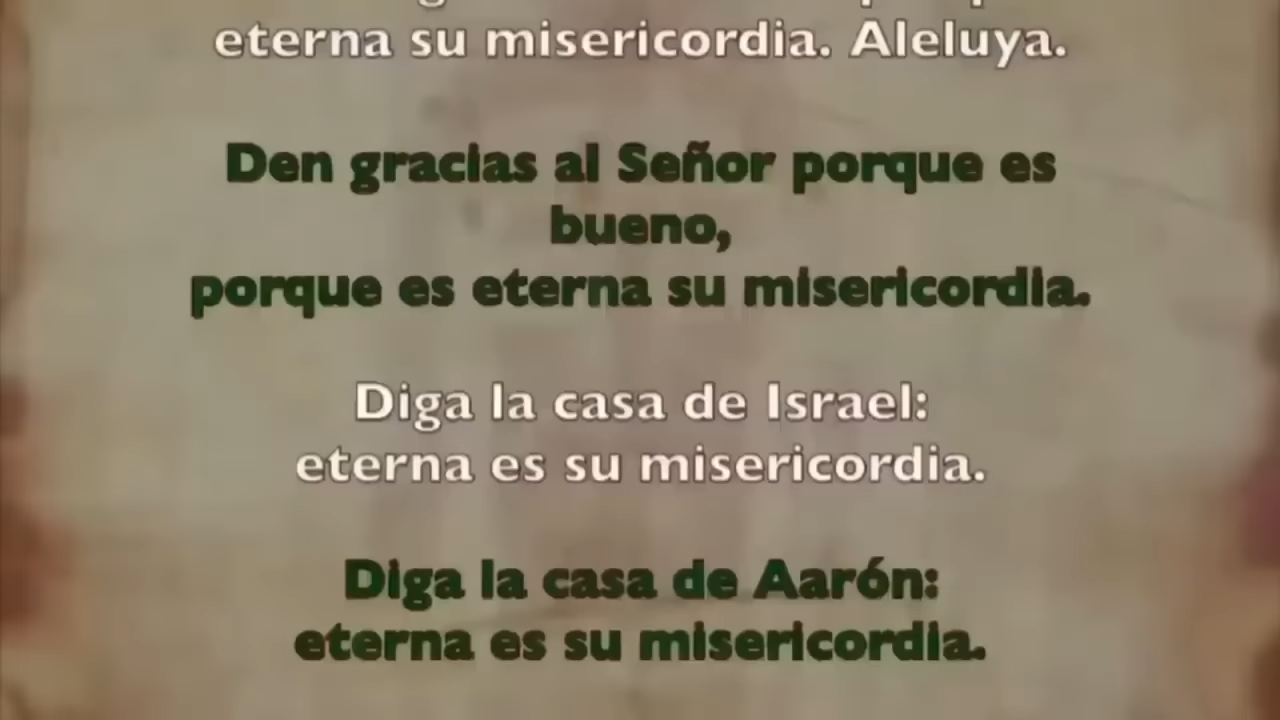 eterna su misericordia. Aleluya.
Den gracias al Señor porque es
bueno,
porque es eterna su misericordia.
Diga la casa de Israel:
eterna es su misericordia.
Diga la casa de Aarón:
eterna es su misericordia.